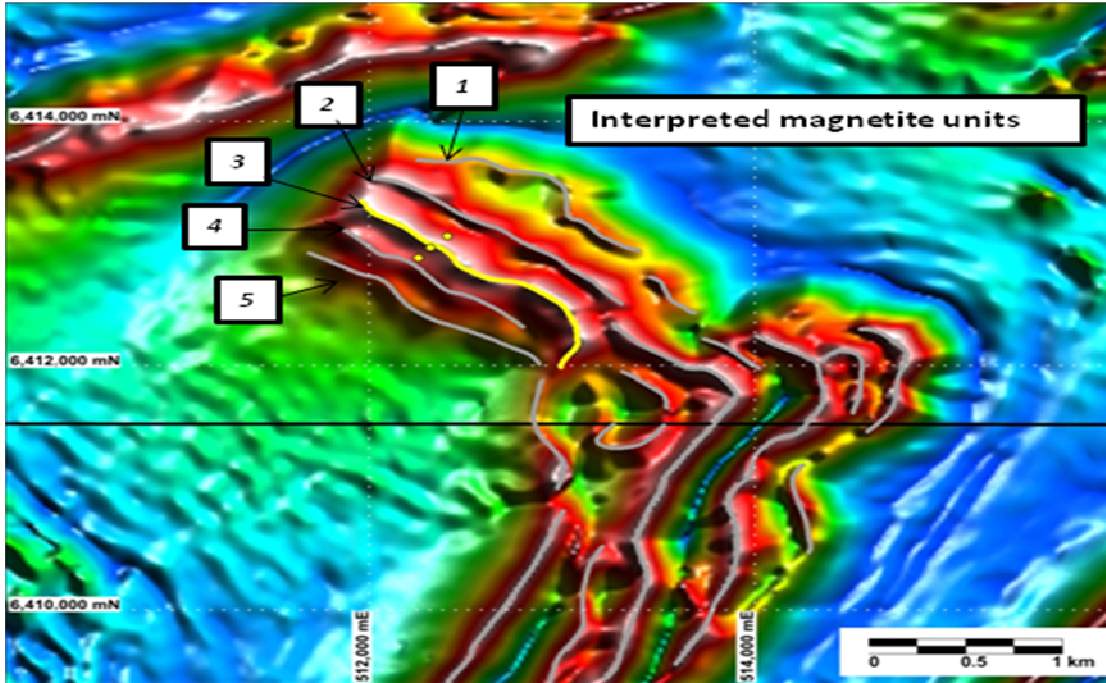 1
2
Interpreted magnetite units
6,414,000 mN
3
4
5
6,412,000 mN
6,410,000 mN
512,000 mE
514,000 mE
0 0.5 1 km